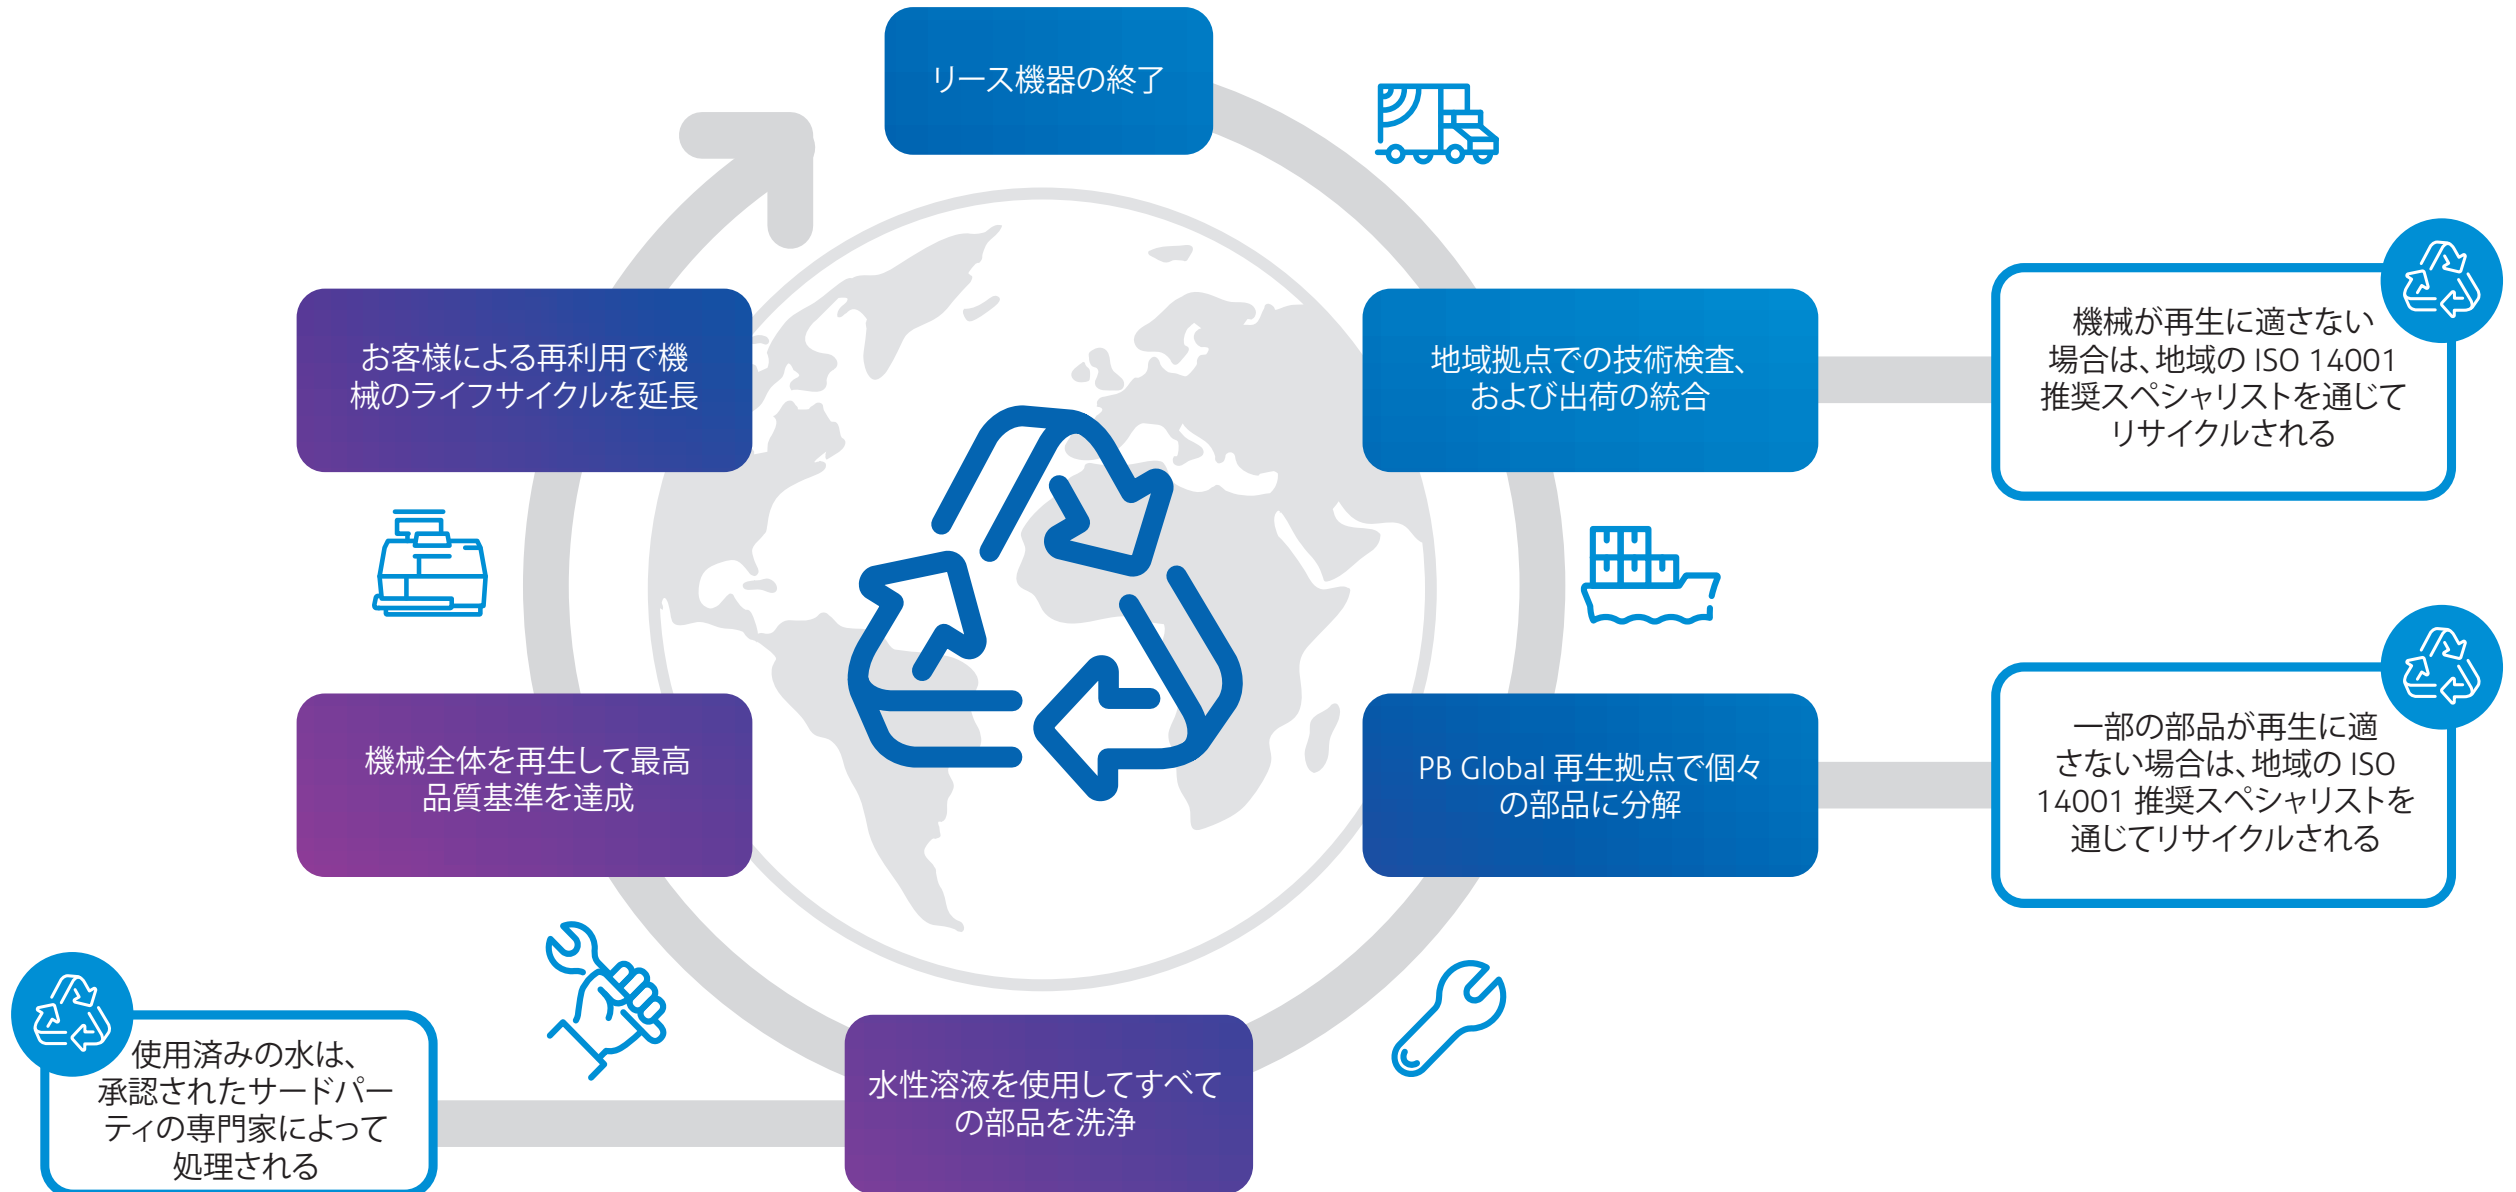 リース機器の終了
地域拠点での技術検査、
および出荷の統合
機械が再生に適さない
場合は、地域の ISO 14001
推奨スペシャリストを通じて
リサイクルされる
PB Global 再生拠点で個々
の部品に分解
一部の部品が再生に適
さない場合は、地域の ISO
14001 推奨スペシャリストを
通じてリサイクルされる
水性溶液を使用してすべて
の部品を洗浄
使用済みの水は、
承認されたサードパー
ティの専門家によって
処理される
機械全体を再生して最高
品質基準を達成
お客様による再利用で機
械のライフサイクルを延長